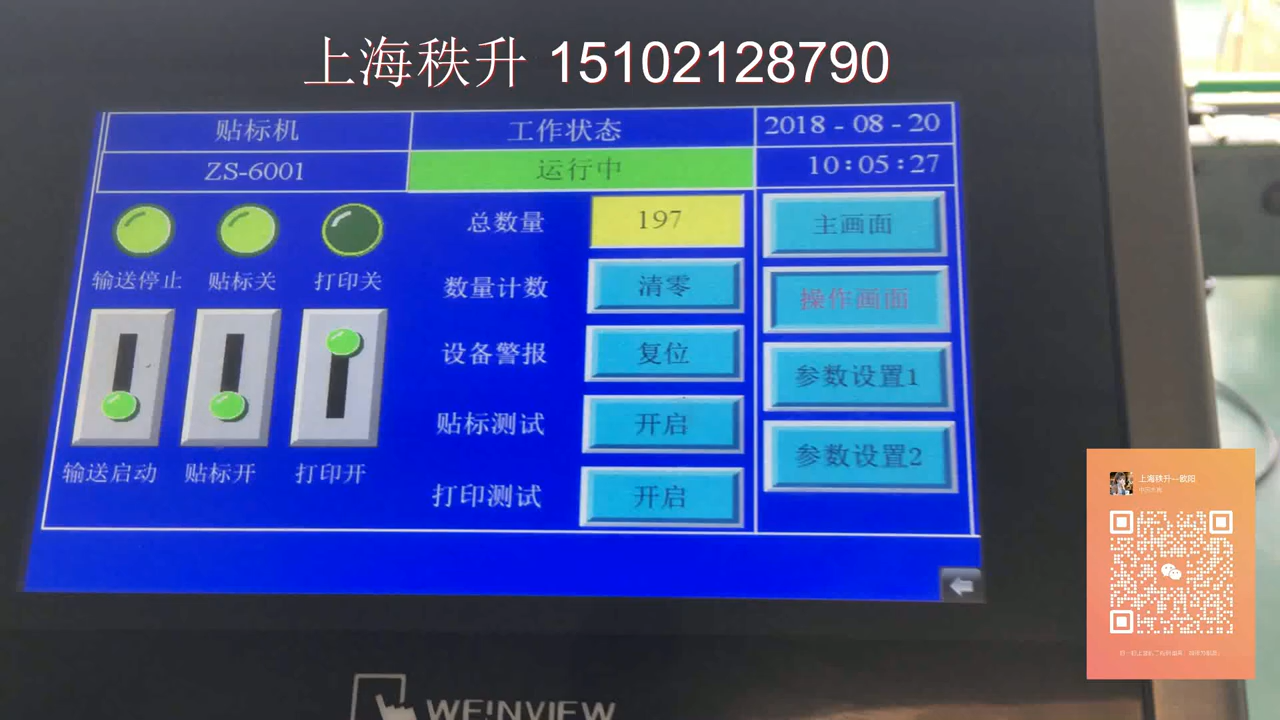 上海秩升 15102128790
贴标机 工作状态 2018-08-20
ZS-6001 运行中 10:05:27
总数量 197 主画面
输送停止 贴标关 打印关
数量计数 清零 操作画面
设备警报 复位 参数设置1
贴标测试 开启 参数设置2
输送启动 贴标开 打印开
打印测试 开启
上海秩升--欧阳
WEINVIEW